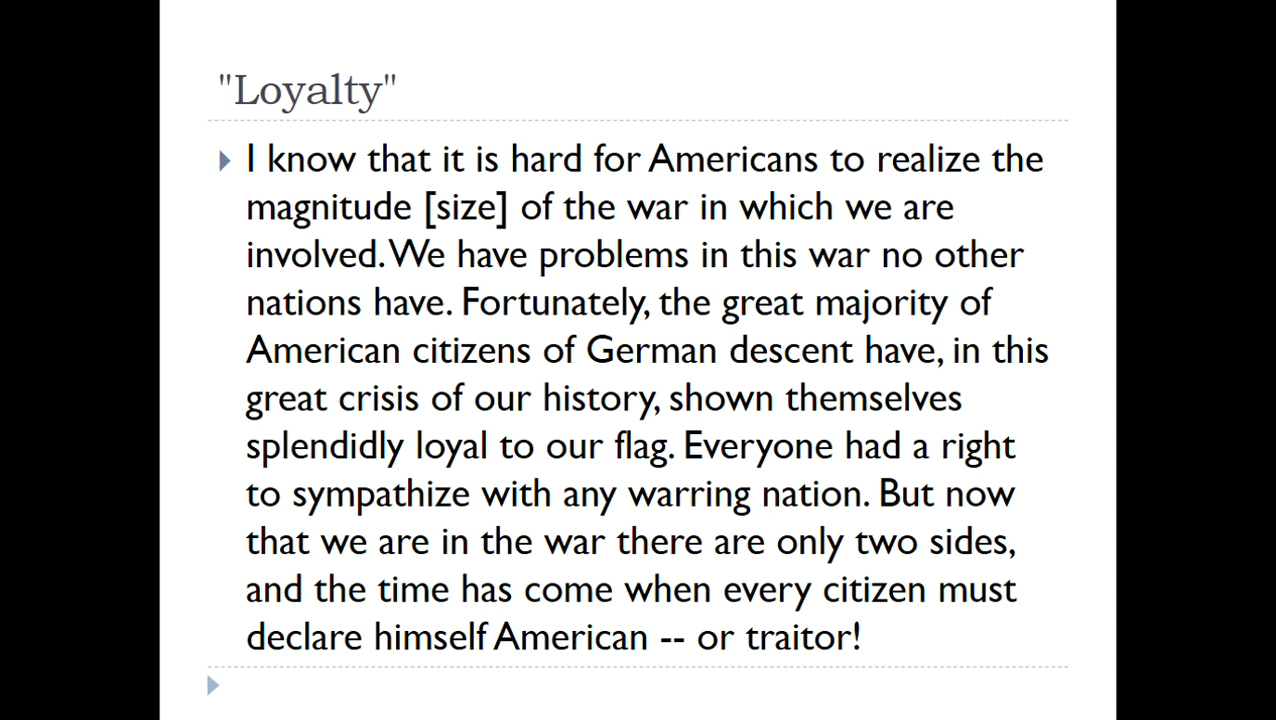 "Loyalty"
I know that it is hard for Americans to realize the
magnitude [size] of the war in which we are
involved. We have problems in this war no other
nations have. Fortunately, the great majority of
American citizens of German descent have, in this
great crisis of our history, shown themselves
splendidly loyal to our flag. Everyone had a right
to sympathize with any warring nation. But now
that we are in the war there are only two sides,
and the time has come when every citizen must
declare himself American -- or traitor!